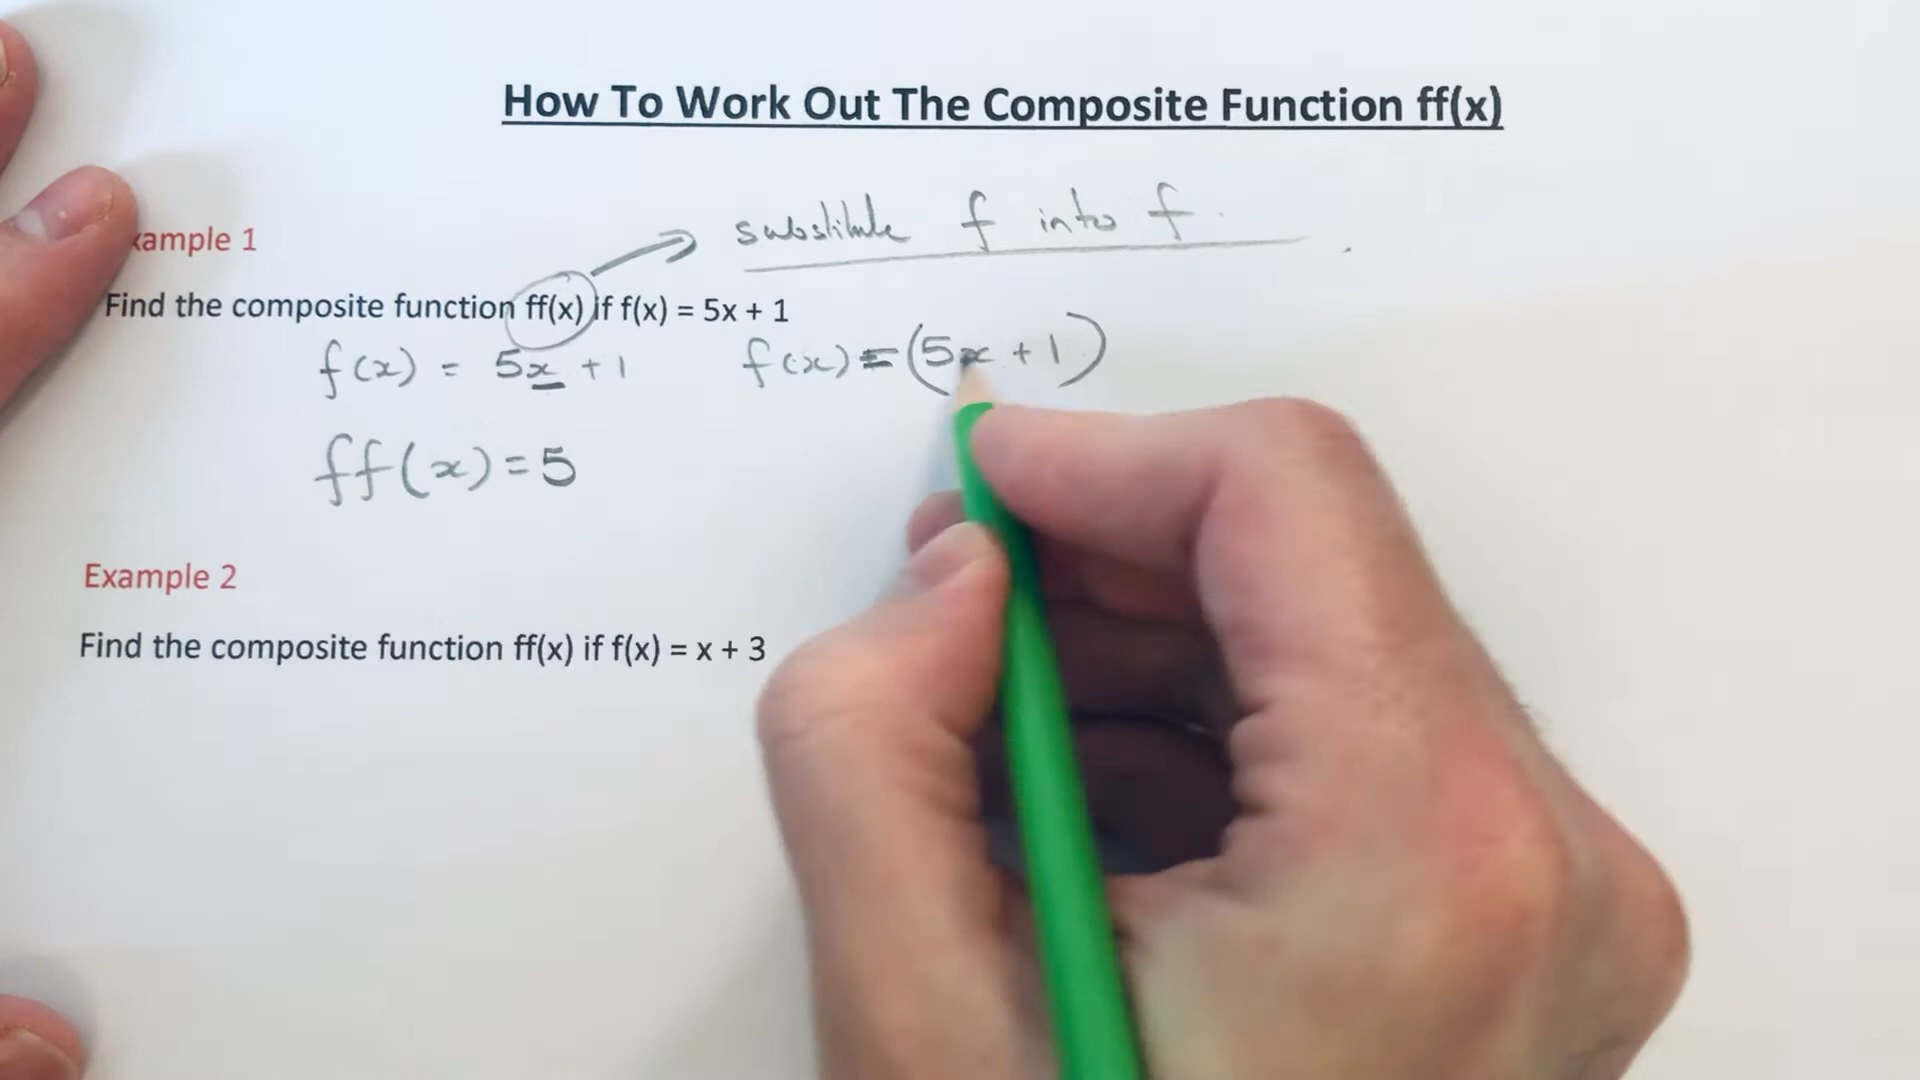 How To Work Out The Composite Function ff(x)
substitute f into f.
xample 1
Find the composite function ff(x) if f(x) = 5x + 1
f(x) = 5x + 1 f(x) = (5x + 1)
ff(x) = 5
Example 2
Find the composite function ff(x) if f(x) = x + 3